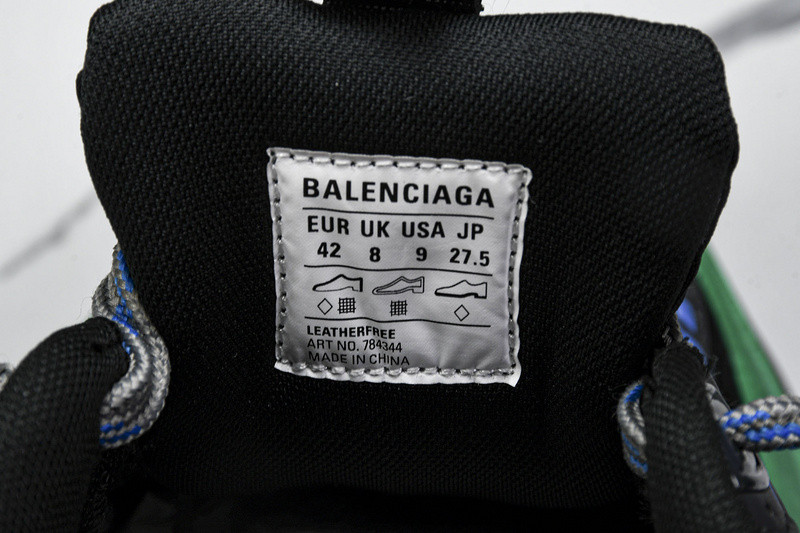 BALENCIAGA
EUR UK USA JP
42 8 9 27.5
LEATHERFREE
ART NO. 784344
MADE IN CHINA